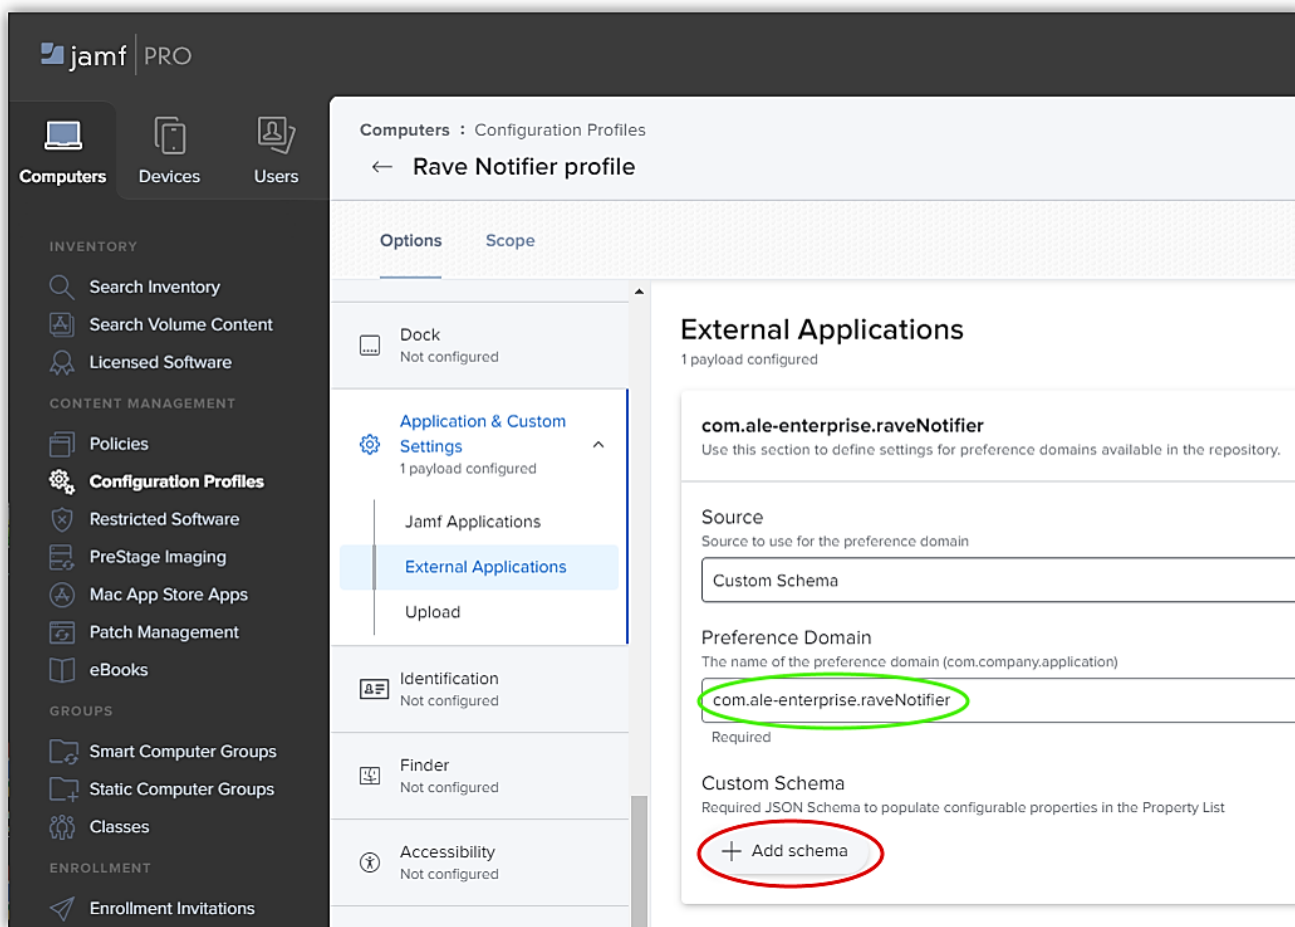 jamf PRO
Computers
Devices
Users
INVENTORY
Search Inventory
Search Volume Content
Licensed Software
CONTENT MANAGEMENT
Policies
Configuration Profiles
Restricted Software
PreStage Imaging
Mac App Store Apps
Patch Management
eBooks
GROUPS
Smart Computer Groups
Static Computer Groups
Classes
ENROLLMENT
Enrollment Invitations
Computers : Configuration Profiles
← Rave Notifier profile
Options
Scope
Dock
Not configured
Application & Custom
Settings
1 payload configured
Jamf Applications
External Applications
Upload
Identification
Not configured
Finder
Not configured
Accessibility
Not configured
External Applications
1 payload configured
com.ale-enterprise.raveNotifier
Use this section to define settings for preference domains available in the repository.
Source
Source to use for the preference domain
Custom Schema
Preference Domain
The name of the preference domain (com.company.application)
com.ale-enterprise.raveNotifier
Required
Custom Schema
Required JSON Schema to populate configurable properties in the Property List
+ Add schema